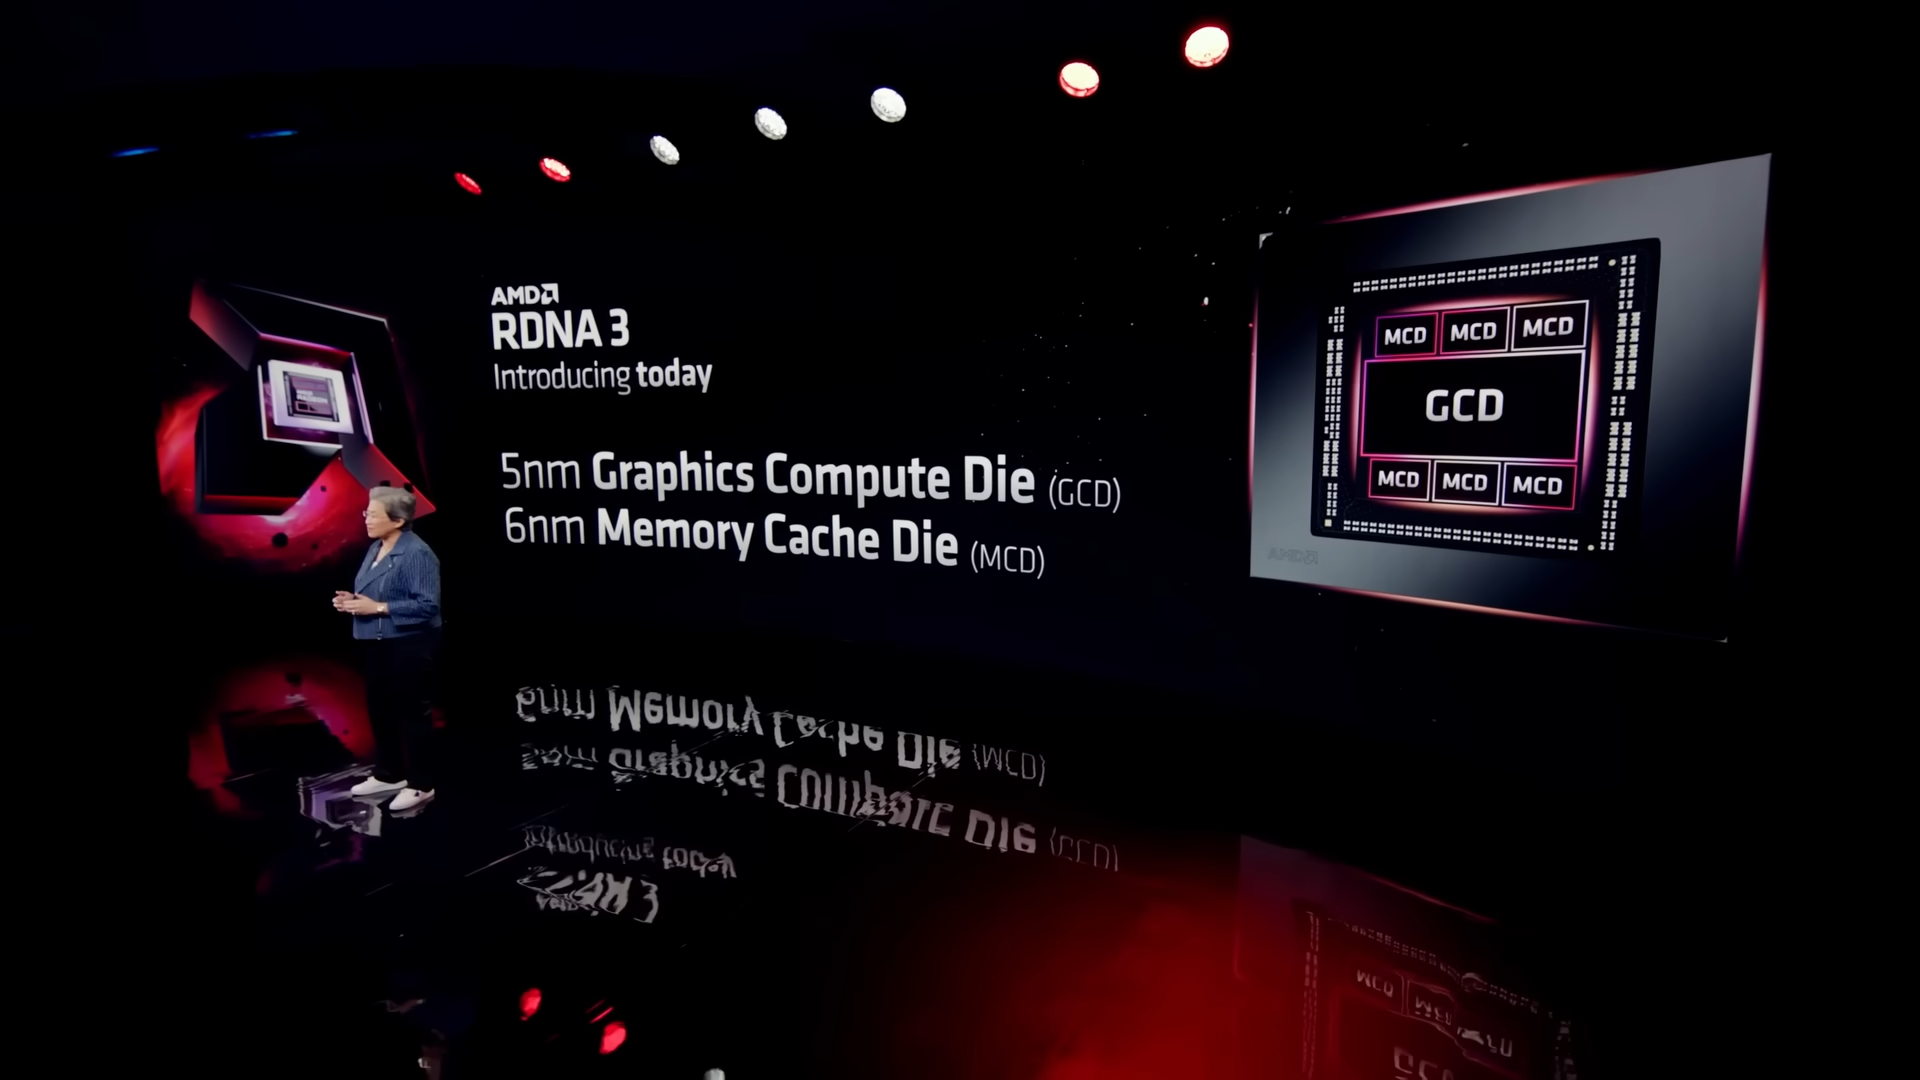 AMD
RDNA 3
Introducing today
5nm Graphics Compute Die (GCD)
6nm Memory Cache Die (MCD)
MCD MCD MCD
GCD
MCD MCD MCD
AMD